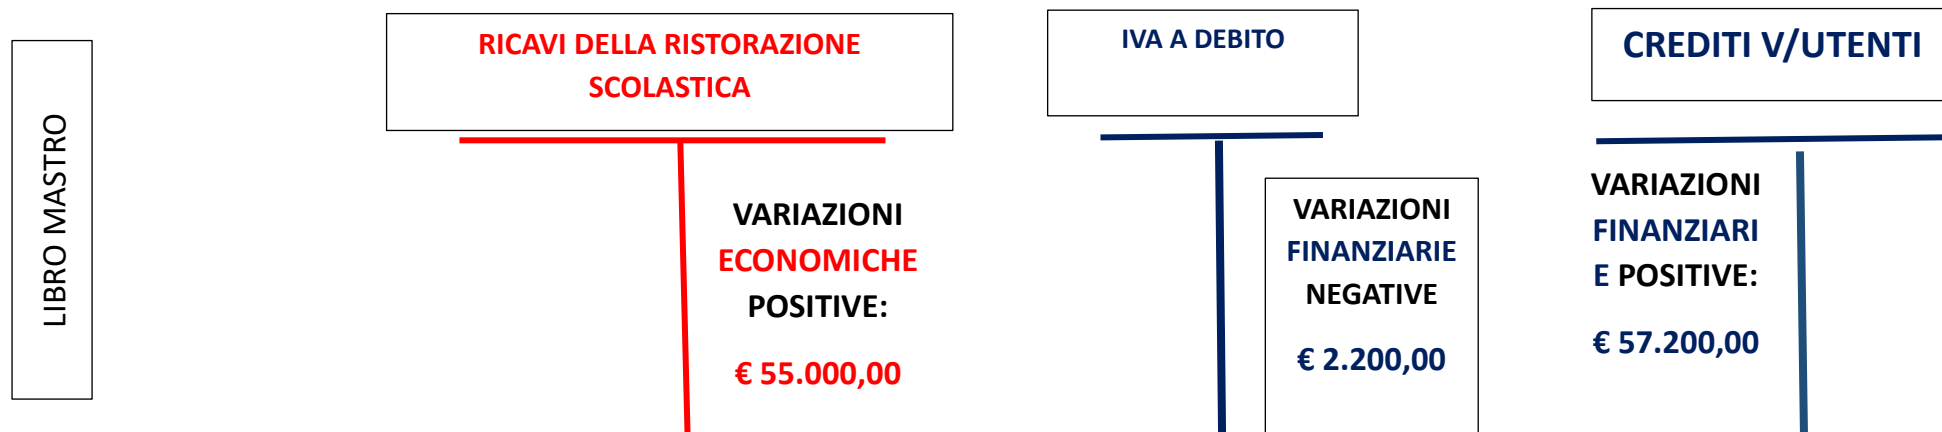 LIBRO MASTRO
RICAVI DELLA RISTORAZIONE
SCOLASTICA
VARIAZIONI
ECONOMICHE
POSITIVE:
€ 55.000,00
IVA A DEBITO
VARIAZIONI
FINANZIARIE
NEGATIVE
€ 2.200,00
CREDITI V/UTENTI
VARIAZIONI
FINANZIARI
E POSITIVE:
€ 57.200,00